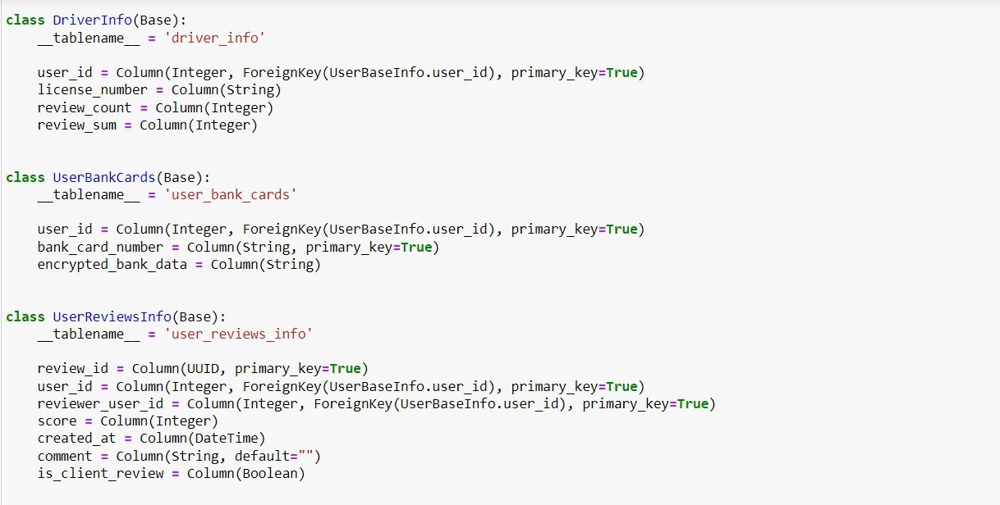 class DriverInfo(Base):
    __tablename__ = 'driver_info'

    user_id = Column(Integer, ForeignKey(UserBaseInfo.user_id), primary_key=True)
    license_number = Column(String)
    review_count = Column(Integer)
    review_sum = Column(Integer)


class UserBankCards(Base):
    __tablename__ = 'user_bank_cards'

    user_id = Column(Integer, ForeignKey(UserBaseInfo.user_id), primary_key=True)
    bank_card_number = Column(String, primary_key=True)
    encrypted_bank_data = Column(String)


class UserReviewsInfo(Base):
    __tablename__ = 'user_reviews_info'

    review_id = Column(UUID, primary_key=True)
    user_id = Column(Integer, ForeignKey(UserBaseInfo.user_id), primary_key=True)
    reviewer_user_id = Column(Integer, ForeignKey(UserBaseInfo.user_id), primary_key=True)
    score = Column(Integer)
    created_at = Column(DateTime)
    comment = Column(String, default="")
    is_client_review = Column(Boolean)